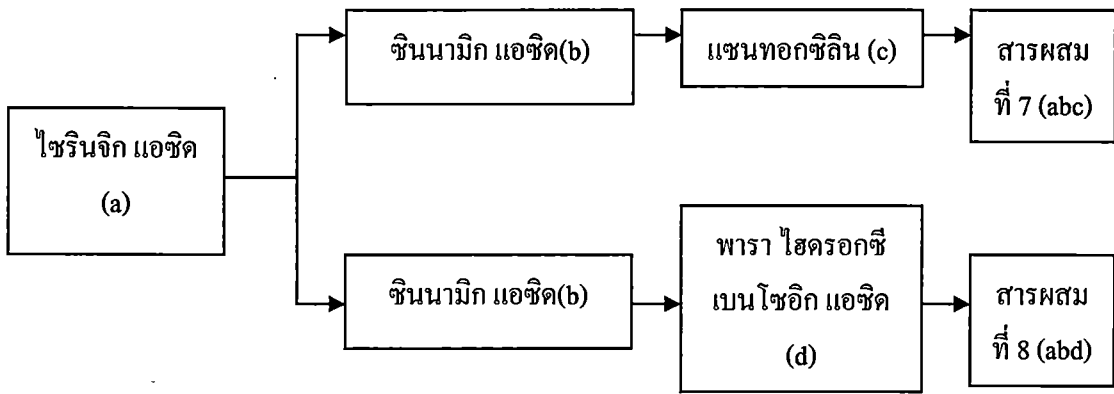 ซินนามิก แอซิด(b)
แซนทอกซิลิน (c)
สารผสม
ที่ 7 (abc)
ไซรินจิก แอซิด
(a)
ซินนามิก แอซิด(b)
พารา ไฮดรอกซี
เบนโซอิก แอซิด
(d)
สารผสม
ที่ 8 (abd)